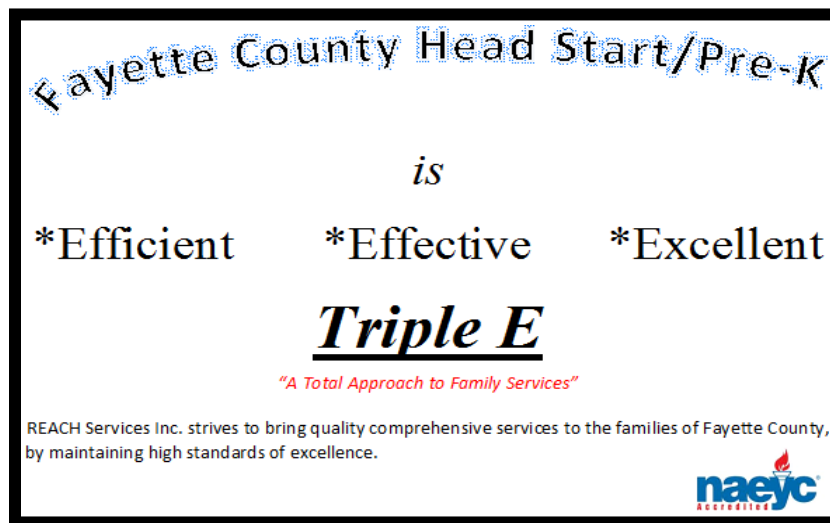 Fayette County Head Start/Pre-K
is
*Efficient *Effective *Excellent
Triple E
“A Total Approach to Family Services”
REACH Services Inc. strives to bring quality comprehensive services to the families of Fayette County,
by maintaining high standards of excellence.
naeyc®
Accredited